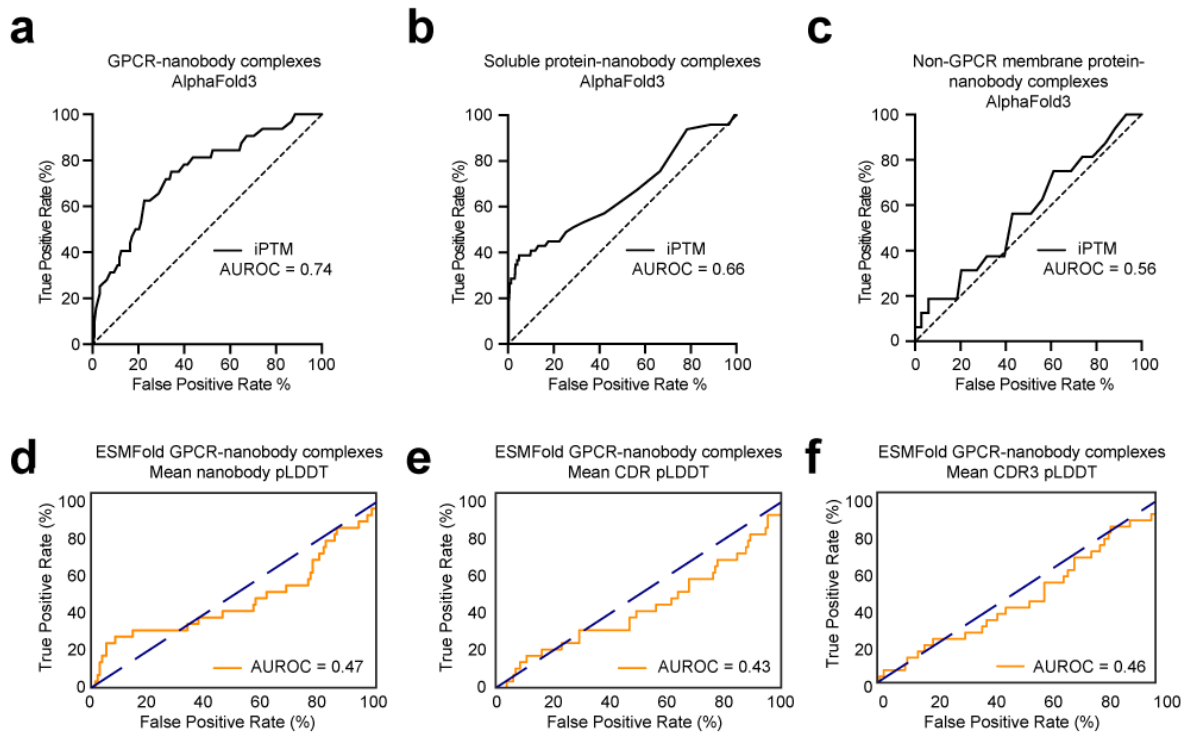 a
GPCR-nanobody complexes
AlphaFold3
True Positive Rate (%)
100
80
60
40
20
0
iPTM
AUROC = 0.74
0 20 40 60 80 100
False Positive Rate %
b
Soluble protein-nanobody complexes
AlphaFold3
True Positive Rate (%)
100
80
60
40
20
0
iPTM
AUROC = 0.66
0 20 40 60 80 100
False Positive Rate %
c
Non-GPCR membrane protein-
nanobody complexes
AlphaFold3
True Positive Rate (%)
100
80
60
40
20
0
iPTM
AUROC = 0.56
0 20 40 60 80 100
False Positive Rate %
d
ESMFold GPCR-nanobody complexes
Mean nanobody pLDDT
True Positive Rate (%)
100
80
60
40
20
0
AUROC = 0.47
0 20 40 60 80 100
False Positive Rate (%)
e
ESMFold GPCR-nanobody complexes
Mean CDR pLDDT
True Positive Rate (%)
100
80
60
40
20
0
AUROC = 0.43
0 20 40 60 80 100
False Positive Rate (%)
f
ESMFold GPCR-nanobody complexes
Mean CDR3 pLDDT
True Positive Rate (%)
100
80
60
40
20
0
AUROC = 0.46
0 20 40 60 80 100
False Positive Rate (%)